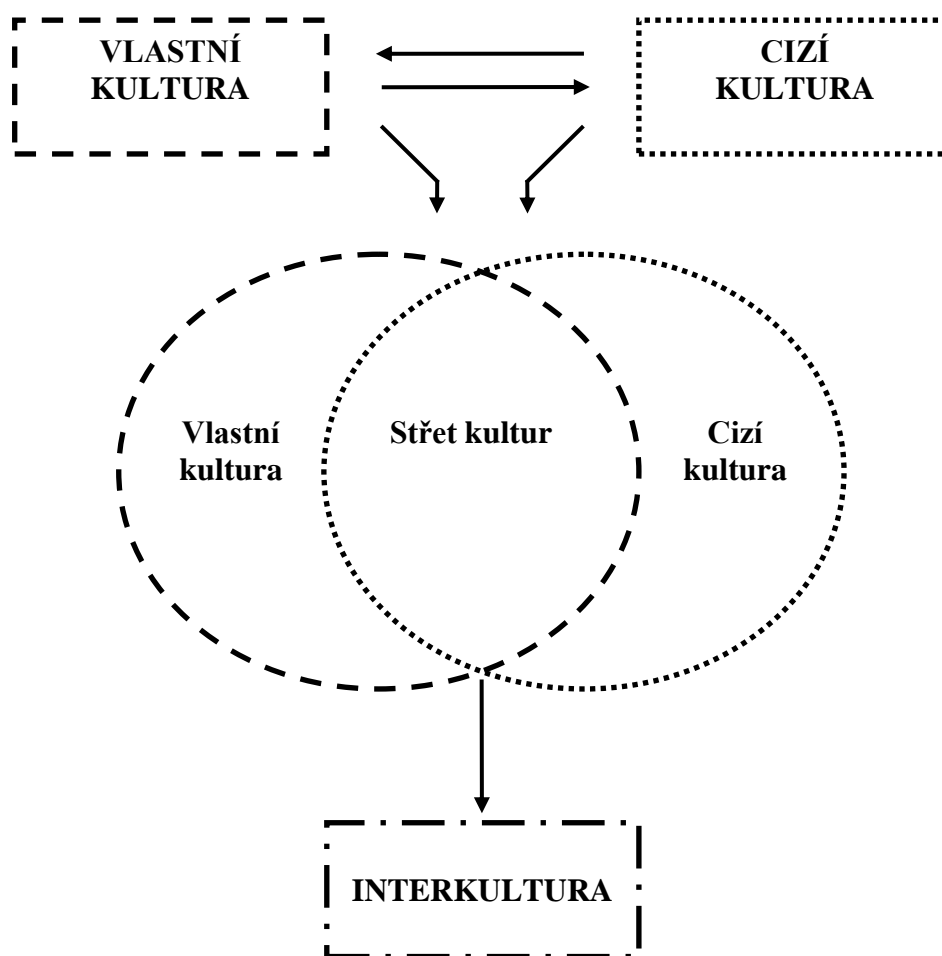 VLASTNÍ
KULTURA
CIZÍ
KULTURA
Vlastní
kultura
Střet kultur
Cizí
kultura
INTERKULTURA